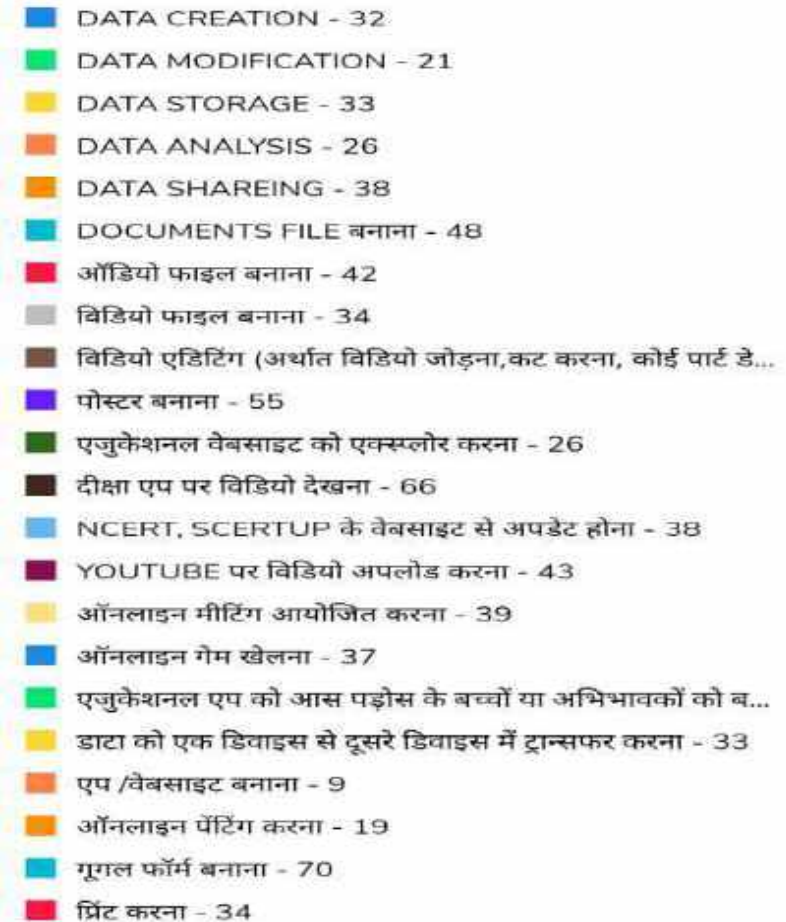 DATA CREATION - 32
DATA MODIFICATION - 21
DATA STORAGE - 33
DATA ANALYSIS - 26
DATA SHAREING - 38
DOCUMENTS FILE बनाना - 48
ऑडियो फाइल बनाना - 42
विडियो फाइल बनाना - 34
विडियो एडिटिंग (अर्थात विडियो जोड़ना,कट करना, कोई पार्ट डे...
पोस्टर बनाना - 55
एजुकेशनल वेबसाइट को एक्स्प्लोर करना - 26
दीक्षा एप पर विडियो देखना - 66
NCERT, SCERTUP के वेबसाइट से अपडेट होना - 38
YOUTUBE पर विडियो अपलोड करना - 43
ऑनलाइन मीटिंग आयोजित करना - 39
ऑनलाइन गेम खेलना - 37
एजुकेशनल एप को आस पड़ोस के बच्चों या अभिभावकों को ब...
डाटा को एक डिवाइस से दूसरे डिवाइस में ट्रान्सफर करना - 33
एप /वेबसाइट बनाना - 9
ऑनलाइन पेंटिंग करना - 19
गूगल फॉर्म बनाना - 70
प्रिंट करना - 34